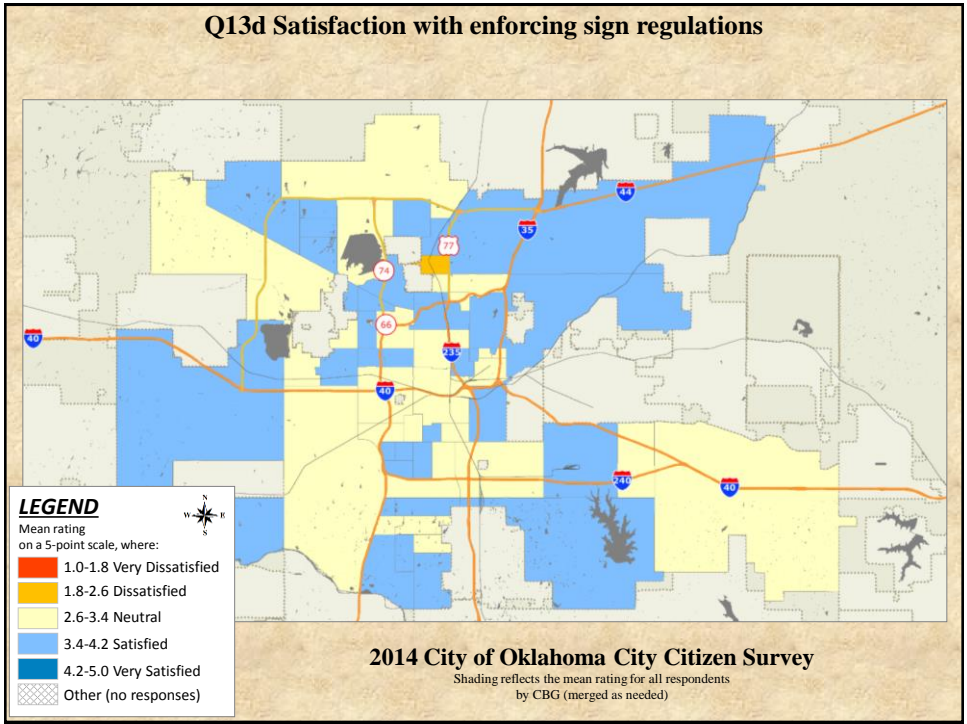 Q13d Satisfaction with enforcing sign regulations
44
35
77
74
66
40
235
40
240
40
LEGEND
Mean rating
on a 5-point scale, where:
N
W E
S
1.0-1.8 Very Dissatisfied
1.8-2.6 Dissatisfied
2.6-3.4 Neutral
3.4-4.2 Satisfied
4.2-5.0 Very Satisfied
Other (no responses)
2014 City of Oklahoma City Citizen Survey
Shading reflects the mean rating for all respondents
by CBG (merged as needed)